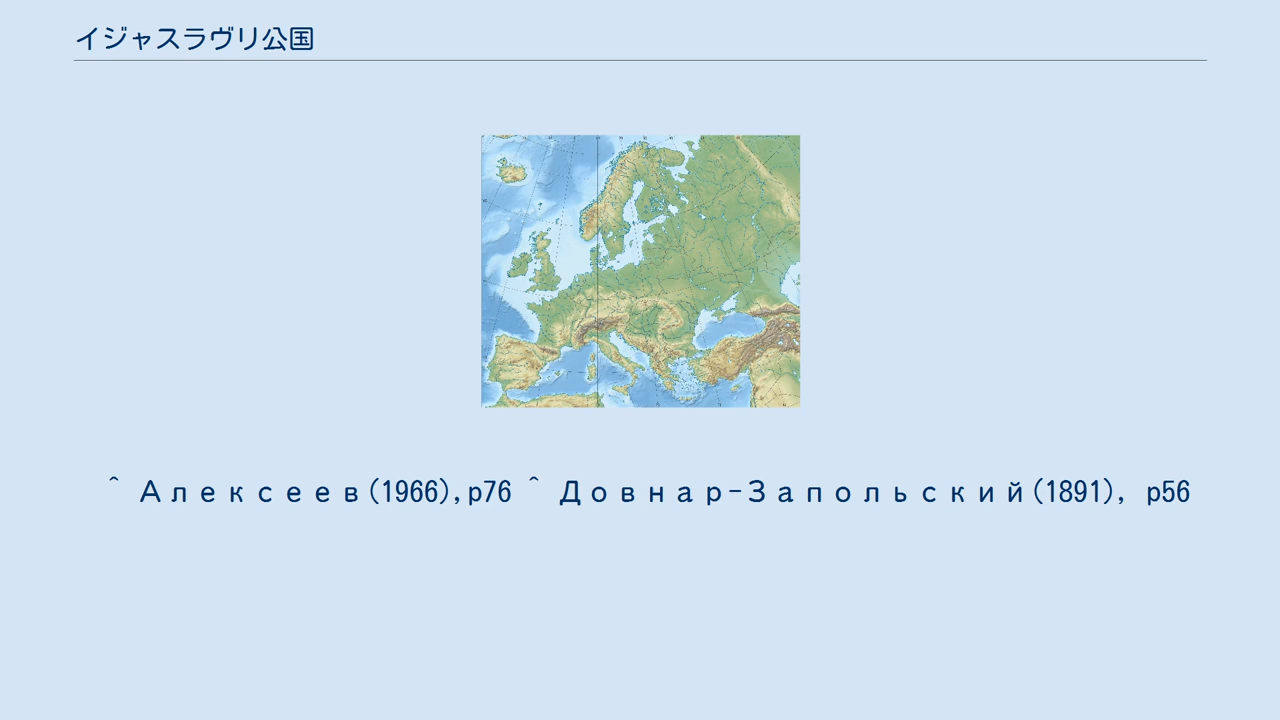 イジャスラヴリ公国
^ Алексеев(1966),p76 ^ Довнар-Запольский(1891), p56